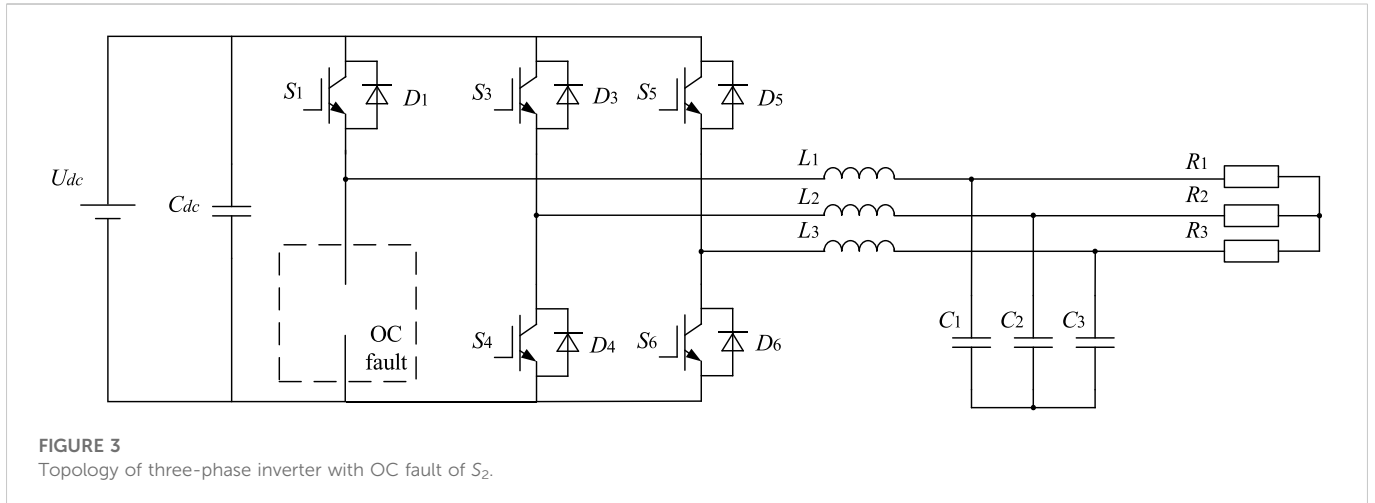 S1
D1
S3
D3
S5
D5
Udc
Cdc
L1
L2
L3
R1
R2
R3
OC
fault
S4
D4
S6
D6
C1
C2
C3
FIGURE 3
Topology of three-phase inverter with OC fault of S2.